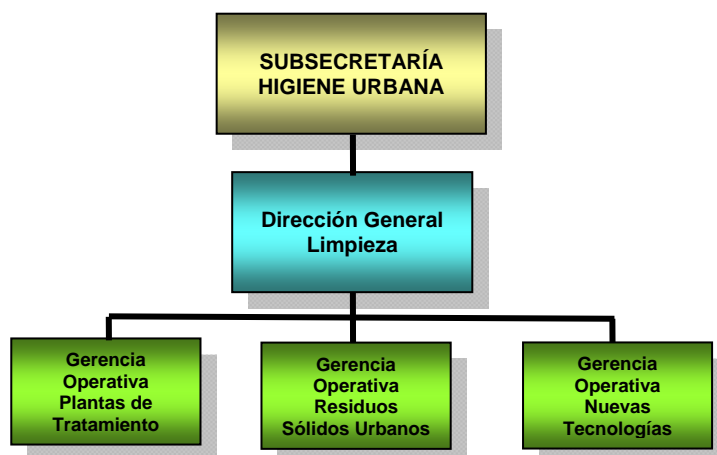 SUBSECRETARÍA
HIGIENE URBANA
Dirección General
Limpieza
Gerencia
Operativa
Plantas de
Tratamiento
Gerencia
Operativa
Residuos
Sólidos Urbanos
Gerencia
Operativa
Nuevas
Tecnologías